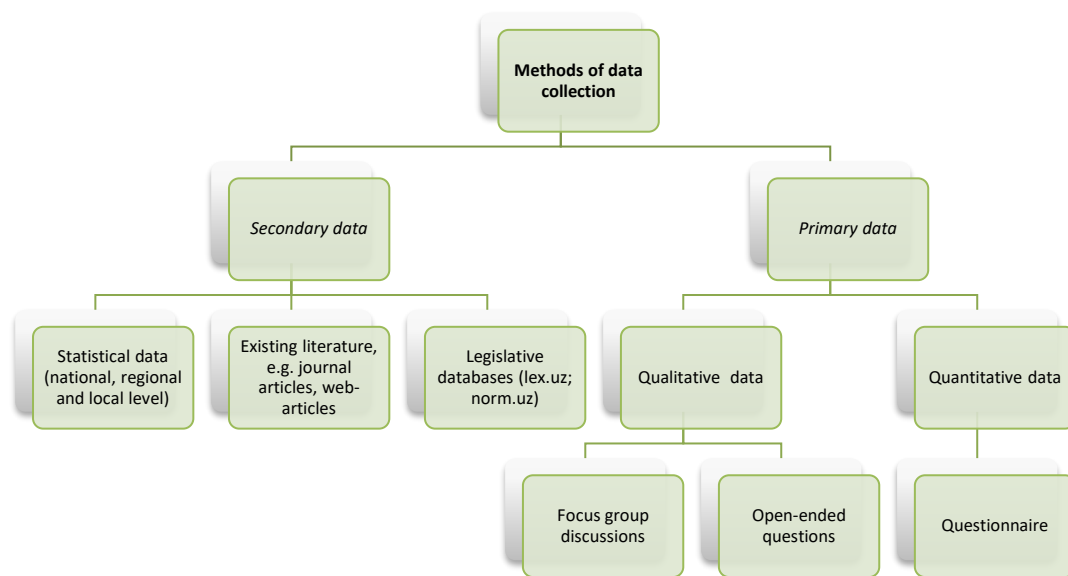 Methods of data
collection
Secondary data
Primary data
Statistical data
(national, regional
and local level)
Existing literature,
e.g. journal
articles, web-
articles
Legislative
databases (lex.uz;
norm.uz)
Qualitative data
Quantitative data
Focus group
discussions
Open-ended
questions
Questionnaire